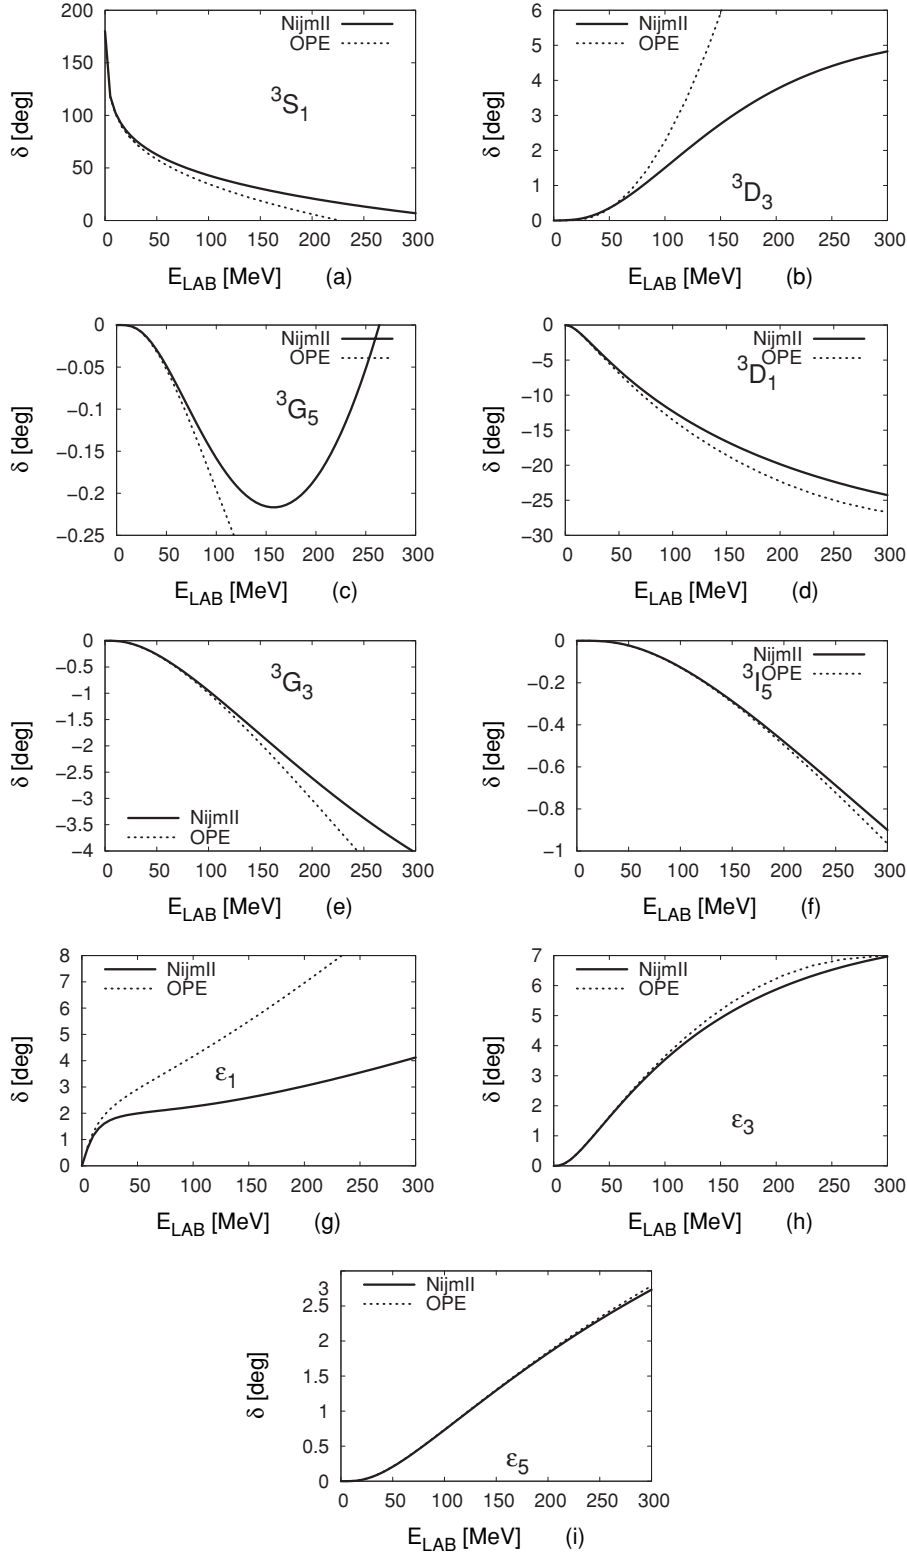 200
150
100
50
0
δ [deg]
NijmII
OPE
³S₁
0 50 100 150 200 250 300
E_LAB [MeV] (a)
6
5
4
3
2
1
0
δ [deg]
NijmII
OPE
³D₃
0 50 100 150 200 250 300
E_LAB [MeV] (b)
0
−0.05
−0.1
−0.15
−0.2
−0.25
δ [deg]
NijmII
OPE
³G₅
0 50 100 150 200 250 300
E_LAB [MeV] (c)
0
−5
−10
−15
−20
−25
−30
δ [deg]
NijmII
OPE
³D₁
0 50 100 150 200 250 300
E_LAB [MeV] (d)
0
−0.5
−1
−1.5
−2
−2.5
−3
−3.5
−4
δ [deg]
³G₃
NijmII
OPE
0 50 100 150 200 250 300
E_LAB [MeV] (e)
0
−0.2
−0.4
−0.6
−0.8
−1
δ [deg]
NijmII
OPE
³I₅
0 50 100 150 200 250 300
E_LAB [MeV] (f)
8
7
6
5
4
3
2
1
0
δ [deg]
NijmII
OPE
ε₁
0 50 100 150 200 250 300
E_LAB [MeV] (g)
7
6
5
4
3
2
1
0
δ [deg]
NijmII
OPE
ε₃
0 50 100 150 200 250 300
E_LAB [MeV] (h)
3
2.5
2
1.5
1
0.5
0
δ [deg]
NijmII
OPE
ε₅
0 50 100 150 200 250 300
E_LAB [MeV] (i)